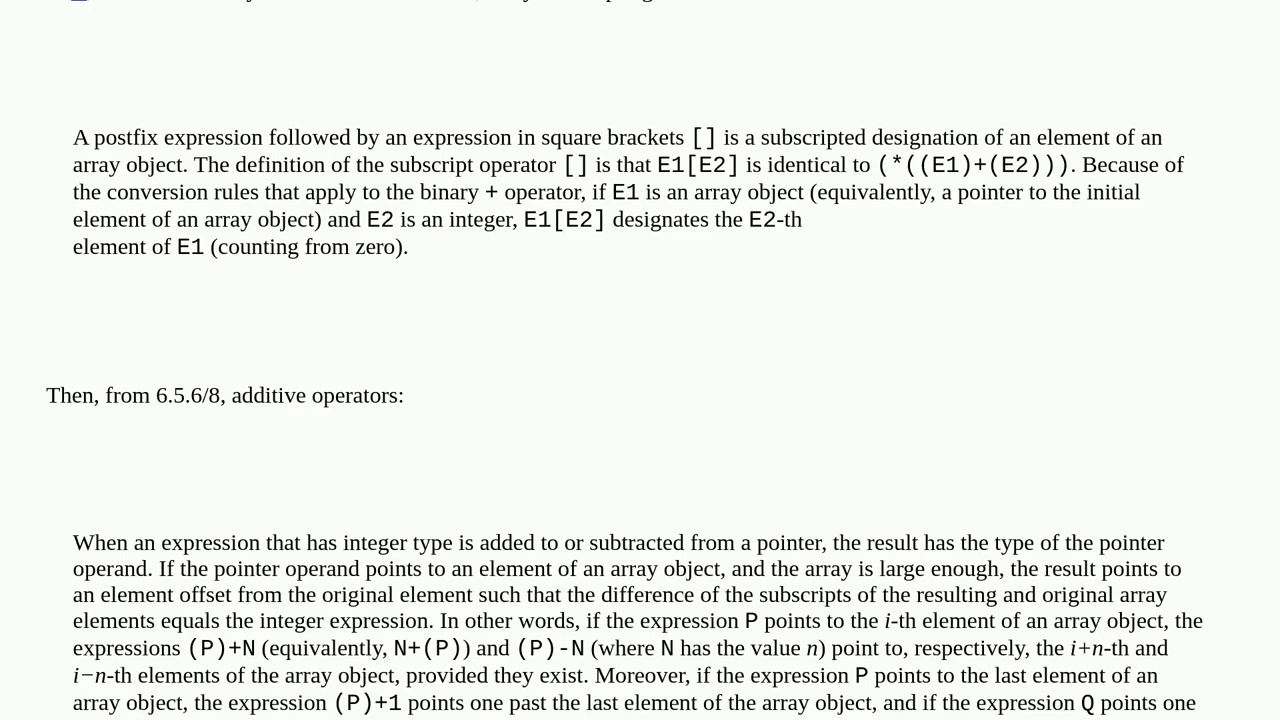 A postfix expression followed by an expression in square brackets [] is a subscripted designation of an element of an
array object. The definition of the subscript operator [] is that E1[E2] is identical to (*((E1)+(E2))). Because of
the conversion rules that apply to the binary + operator, if E1 is an array object (equivalently, a pointer to the initial
element of an array object) and E2 is an integer, E1[E2] designates the E2-th
element of E1 (counting from zero).
Then, from 6.5.6/8, additive operators:
When an expression that has integer type is added to or subtracted from a pointer, the result has the type of the pointer
operand. If the pointer operand points to an element of an array object, and the array is large enough, the result points to
an element offset from the original element such that the difference of the subscripts of the resulting and original array
elements equals the integer expression. In other words, if the expression P points to the i-th element of an array object, the
expressions (P)+N (equivalently, N+(P)) and (P)-N (where N has the value n) point to, respectively, the i+n-th and
i−n-th elements of the array object, provided they exist. Moreover, if the expression P points to the last element of an
array object, the expression (P)+1 points one past the last element of the array object, and if the expression Q points one